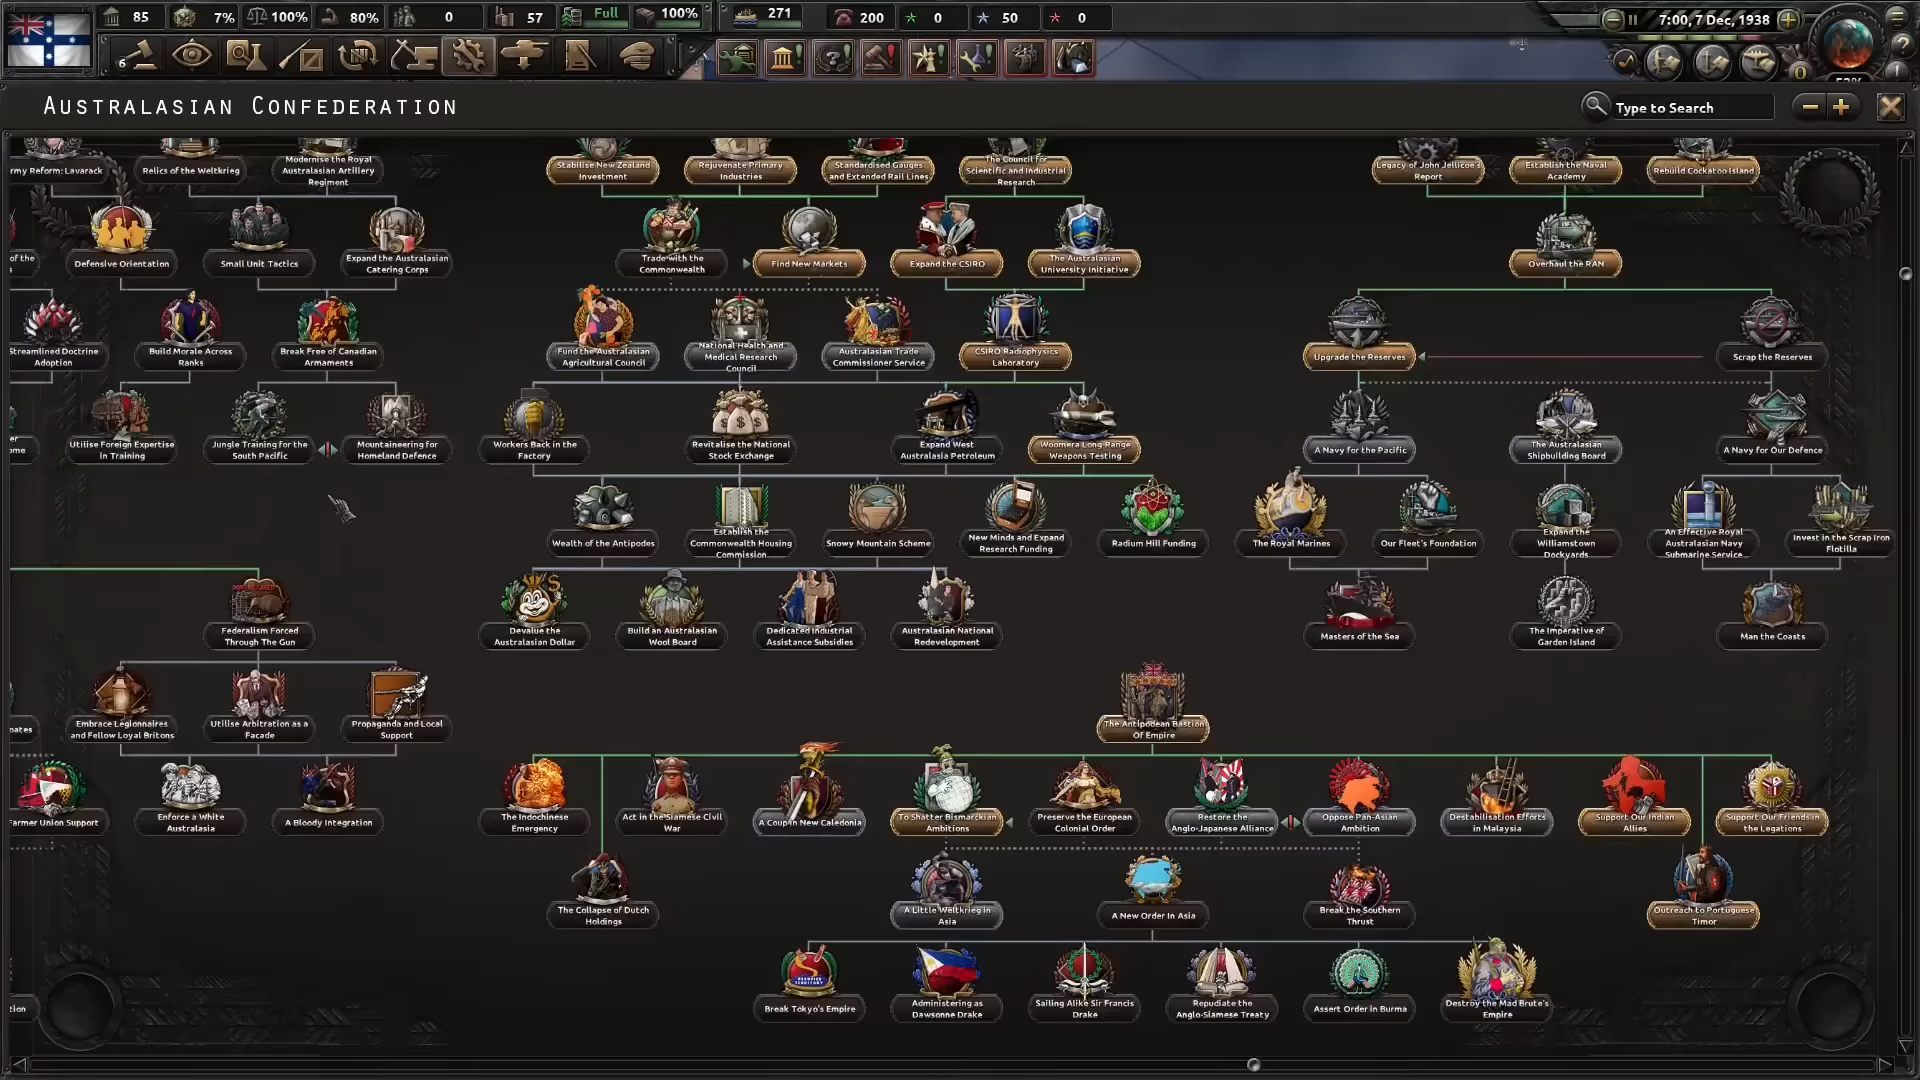 85
7%
100%
80%
0
57
Full
100%
271
200
0
50
0
7:00, 7 Dec, 1938
6
0
AUSTRALASIAN CONFEDERATION
Type to Search
Relics of the Weltkrieg
Modernise the Royal
Australasian Artillery
Regiment
Stabilise New Zealand
Investment
Rejuvenate Primary
Industries
Standardised Gauges
and Extended Rail Lines
The Council for
Scientific and Industrial
Research
Legacy of John Jellicoe's
Report
Establish the Naval
Academy
Rebuild Cockatoo Island
Defensive Orientation
Small Unit Tactics
Expand the Australasian
Catering Corps
Trade with the
Commonwealth
Find New Markets
Expand the CSIRO
The Australasian
University Initiative
Overhaul the RAN
Streamlined Doctrine
Adoption
Build Morale Across
Ranks
Break Free of Canadian
Armaments
Fund the Australasian
Agricultural Council
National Health and
Medical Research
Council
Australasian Trade
Commissioner Service
CSIRO Radiophysics
Laboratory
Upgrade the Reserves
Scrap the Reserves
Utilise Foreign Expertise
in Training
Jungle Training for the
South Pacific
Mountaineering for
Homeland Defence
Workers Back in the
Factory
Revitalise the National
Stock Exchange
Expand West
Australasia Petroleum
Woomera Long-Range
Weapons Testing
A Navy for the Pacific
The Australasian
Shipbuilding Board
A Navy for Our Defence
Wealth of the Antipodes
Establish the
Commonwealth Housing
Commission
Snowy Mountain Scheme
New Minds and Expand
Research Funding
Radium Hill Funding
The Royal Marines
Our Fleet's Foundation
Expand the
Williamstown
Dockyards
An Effective Royal
Australasian Navy
Submarine Service
Invest in the Scrap Iron
Flotilla
Federalism Forced
Through The Gun
Devalue the
Australasian Dollar
Build an Australasian
Wool Board
Dedicated Industrial
Assistance Subsidies
Australasian National
Redevelopment
Masters of the Sea
The Imperative of
Garden Island
Man the Coasts
Embrace Legionnaires
and Fellow Loyal Britons
Utilise Arbitration as a
Facade
Propaganda and Local
Support
The Antipodean Bastion
Of Empire
Farmer Union Support
Enforce a White
Australasia
A Bloody Integration
The Indochinese
Emergency
Act in the Siamese Civil
War
A Coup in New Caledonia
To Shatter Bismarckian
Ambitions
Preserve the European
Colonial Order
Restore the
Anglo-Japanese Alliance
Oppose Pan-Asian
Ambition
Destabilisation Efforts
in Malaysia
Support Our Indian
Allies
Support Our Friends in
the Legations
The Collapse of Dutch
Holdings
A Little Weltkrieg in
Asia
A New Order In Asia
Break the Southern
Thrust
Outreach to Portuguese
Timor
Break Tokyo's Empire
Administering as
Dawsonne Drake
Sailing Alike Sir Francis
Drake
Repudiate the
Anglo-Siamese Treaty
Assert Order in Burma
Destroy the Mad Brute's
Empire